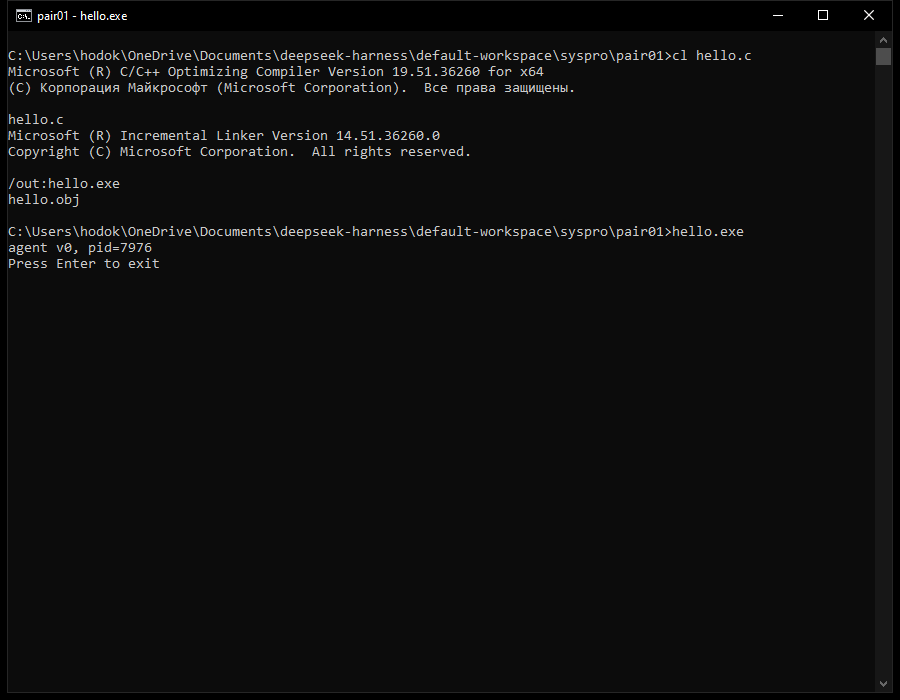 pair01 - hello.exe
C:\Users\hodok\OneDrive\Documents\deepseek-harness\default-workspace\syspro\pair01>cl hello.c
Microsoft (R) C/C++ Optimizing Compiler Version 19.51.36260 for x64
(C) Корпорация Майкрософт (Microsoft Corporation).  Все права защищены.
hello.c
Microsoft (R) Incremental Linker Version 14.51.36260.0
Copyright (C) Microsoft Corporation.  All rights reserved.
/out:hello.exe
hello.obj
C:\Users\hodok\OneDrive\Documents\deepseek-harness\default-workspace\syspro\pair01>hello.exe
agent v0, pid=7976
Press Enter to exit